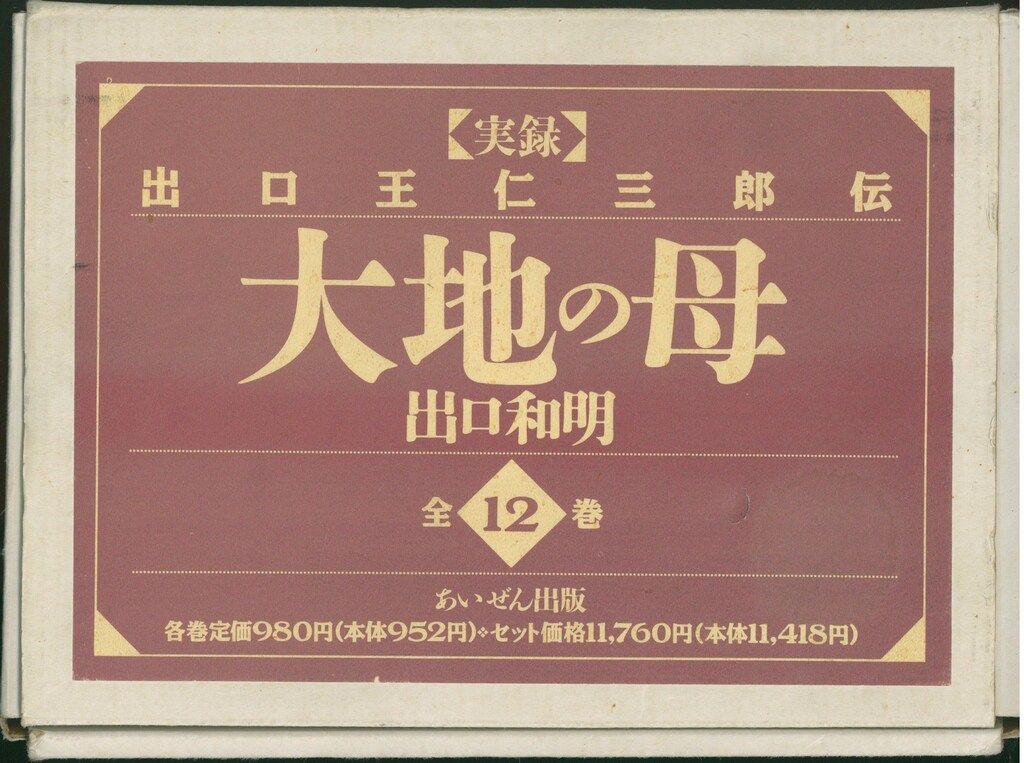 【実録】
出口王仁三郎伝
大地の母
出口和明
全12巻
あいぜん出版
各巻定価980円(本体952円)❖セット価格11,760円(本体11,418円)